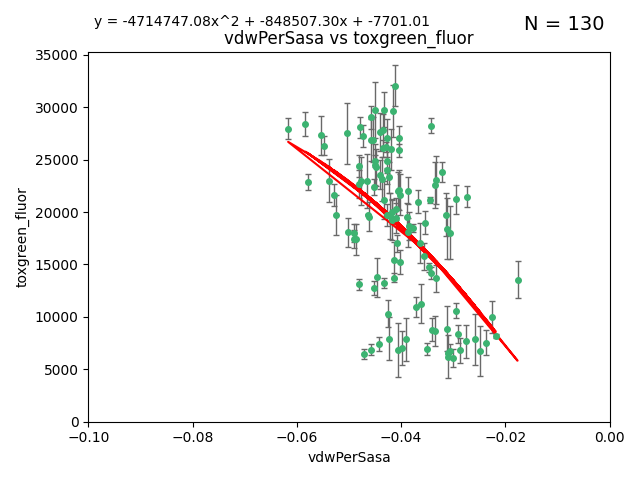 y = -4714747.08x^2 + -848507.30x + -7701.01
N = 130
vdwPerSasa vs toxgreen_fluor
35000
30000
25000
20000
15000
10000
5000
0
toxgreen_fluor
−0.10 −0.08 −0.06 −0.04 −0.02 0.00
vdwPerSasa